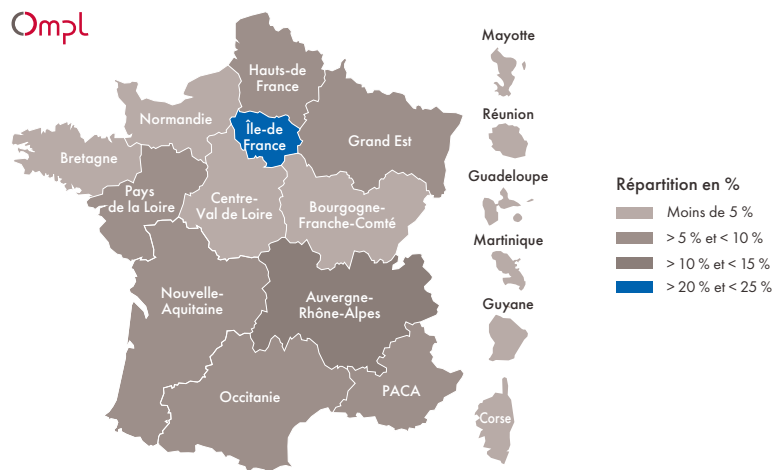 Ompl
Hauts-de
France
Normandie
Île-de
France
Grand Est
Bretagne
Pays
de la Loire
Centre-
Val de Loire
Bourgogne-
Franche-Comté
Nouvelle-
Aquitaine
Auvergne-
Rhône-Alpes
Occitanie
PACA
Mayotte
Réunion
Guadeloupe
Martinique
Guyane
Corse
Répartition en %
Moins de 5 %
> 5 % et < 10 %
> 10 % et < 15 %
> 20 % et < 25 %